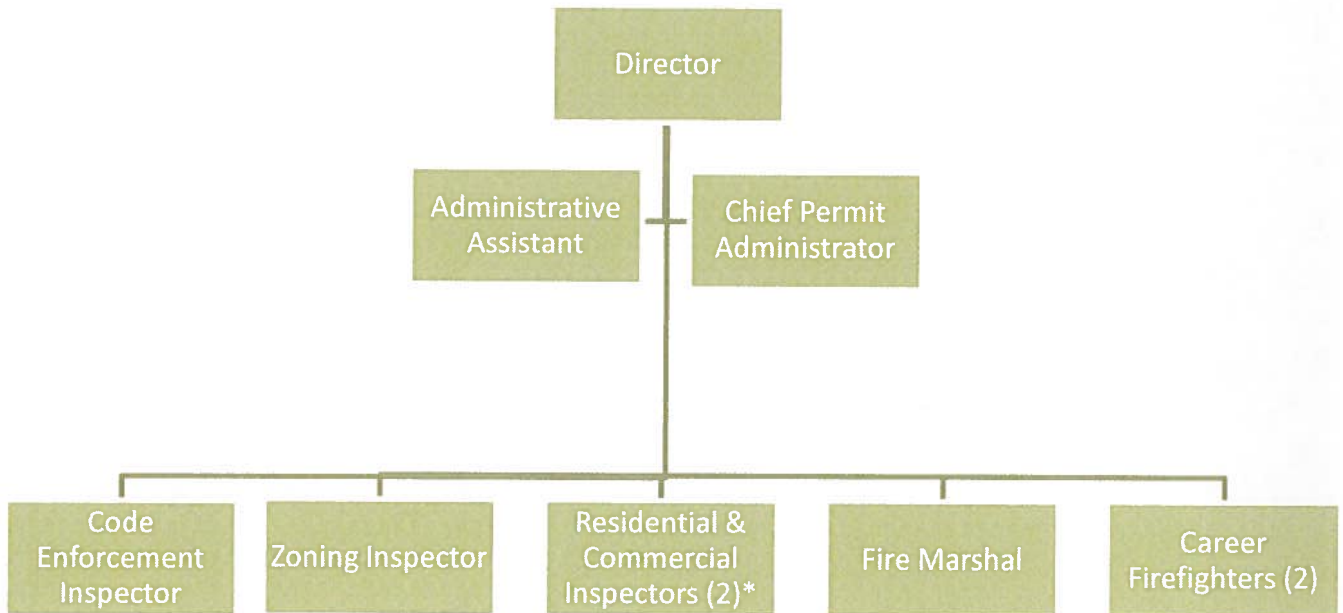 Director
Administrative
Assistant
Chief Permit
Administrator
Code
Enforcement
Inspector
Zoning Inspector
Residential &
Commercial
Inspectors (2)*
Fire Marshal
Career
Firefighters (2)